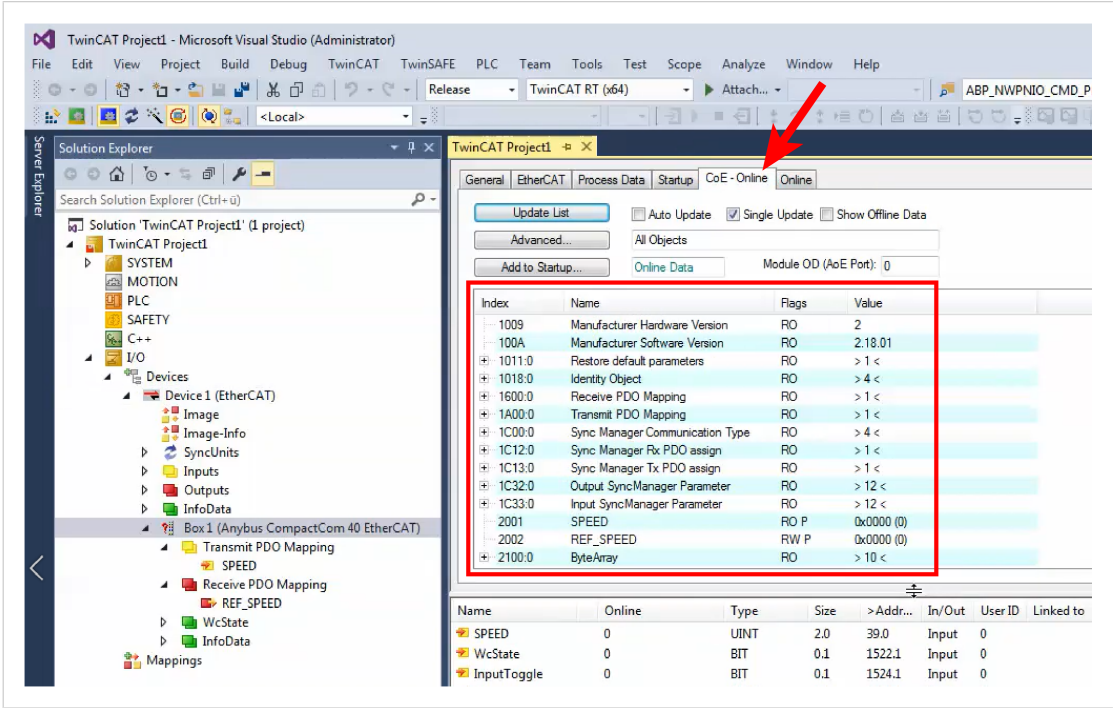 TwinCAT Project1 - Microsoft Visual Studio (Administrator)
File Edit View Project Build Debug TwinCAT TwinSAFE PLC Team Tools Test Scope Analyze Window Help
Release TwinCAT RT (x64) Attach... ABP_NWPNIO_CMD_P
<Local>
Server Explorer
Solution Explorer
Search Solution Explorer (Ctrl+ü)
Solution 'TwinCAT Project1' (1 project)
TwinCAT Project1
SYSTEM
MOTION
PLC
SAFETY
C++
I/O
Devices
Device 1 (EtherCAT)
Image
Image-Info
SyncUnits
Inputs
Outputs
InfoData
Box 1 (Anybus CompactCom 40 EtherCAT)
Transmit PDO Mapping
SPEED
Receive PDO Mapping
REF_SPEED
WcState
InfoData
Mappings
TwinCAT Project1
General EtherCAT Process Data Startup CoE - Online Online
Update List Auto Update Single Update Show Offline Data
Advanced... All Objects
Add to Startup... Online Data Module OD (AoE Port): 0
Index Name Flags Value
1009 Manufacturer Hardware Version RO 2
100A Manufacturer Software Version RO 2.18.01
1011:0 Restore default parameters RO > 1 <
1018:0 Identity Object RO > 4 <
1600:0 Receive PDO Mapping RO > 1 <
1A00:0 Transmit PDO Mapping RO > 1 <
1C00:0 Sync Manager Communication Type RO > 4 <
1C12:0 Sync Manager Rx PDO assign RO > 1 <
1C13:0 Sync Manager Tx PDO assign RO > 1 <
1C32:0 Output SyncManager Parameter RO > 12 <
1C33:0 Input SyncManager Parameter RO > 12 <
2001 SPEED RO P 0x0000 (0)
2002 REF_SPEED RW P 0x0000 (0)
2100:0 ByteArray RO > 10 <
Name Online Type Size >Addr... In/Out User ID Linked to
SPEED 0 UINT 2.0 39.0 Input 0
WcState 0 BIT 0.1 1522.1 Input 0
InputToggle 0 BIT 0.1 1524.1 Input 0